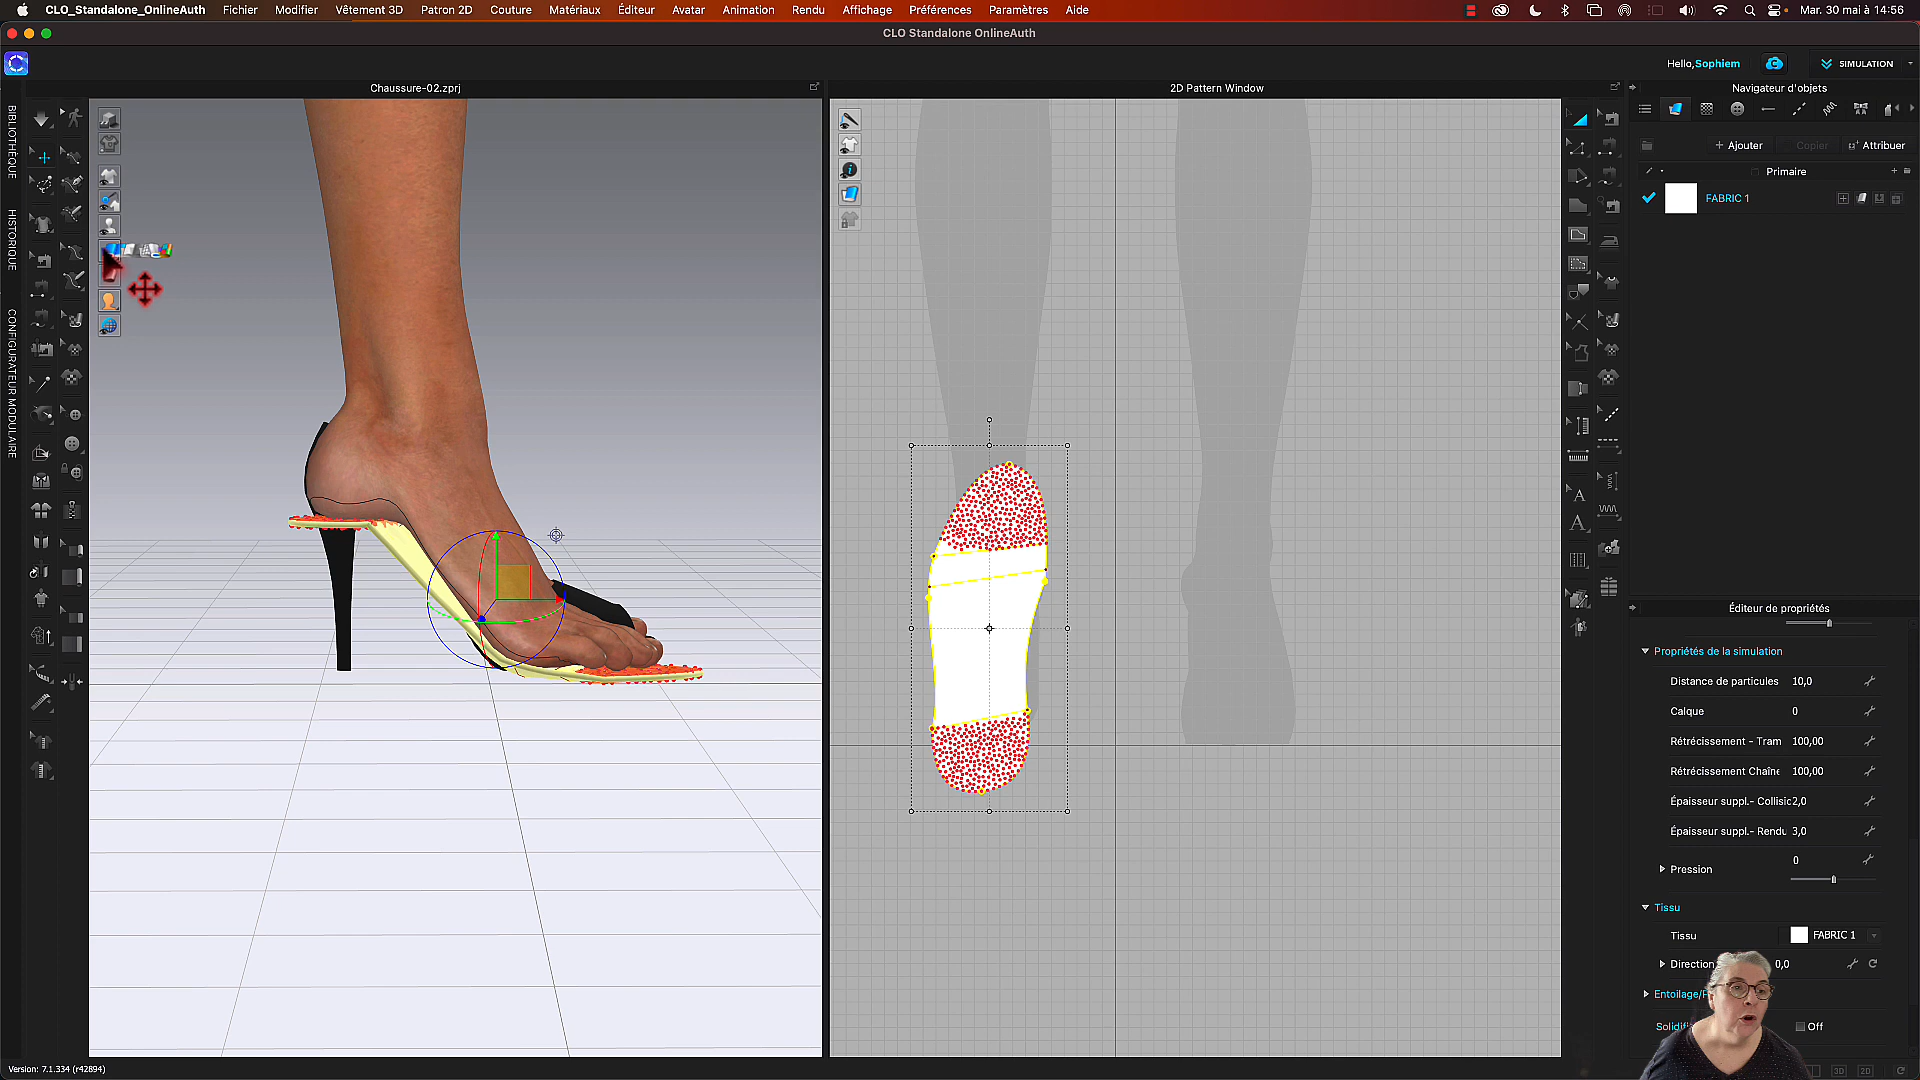 CLO_Standalone_OnlineAuth Fichier Modifier Vêtement 3D Patron 2D Couture Matériaux Éditeur Avatar Animation Rendu Affichage Préférences Paramètres Aide Mar. 30 mai à 14:56
CLO Standalone OnlineAuth
Hello,Sophiem SIMULATION
Chaussure-02.zprj 2D Pattern Window Navigateur d'objets
BIBLIOTHÈQUE
HISTORIQUE
CONFIGURATEUR MODULAIRE
+ Ajouter Copier Attribuer
Primaire
FABRIC 1
Éditeur de propriétés
Propriétés de la simulation
Distance de particules 10,0
Calque 0
Rétrécissement - Tram 100,00
Rétrécissement Chaîne 100,00
Épaisseur suppl.- Collisic 2,0
Épaisseur suppl.- Rendu 3,0
Pression 0
Tissu
Tissu FABRIC 1
Direction 0,0
Entoilage/P
Solidifi Off
3D 2D
Version: 7.1.334 (r42894)